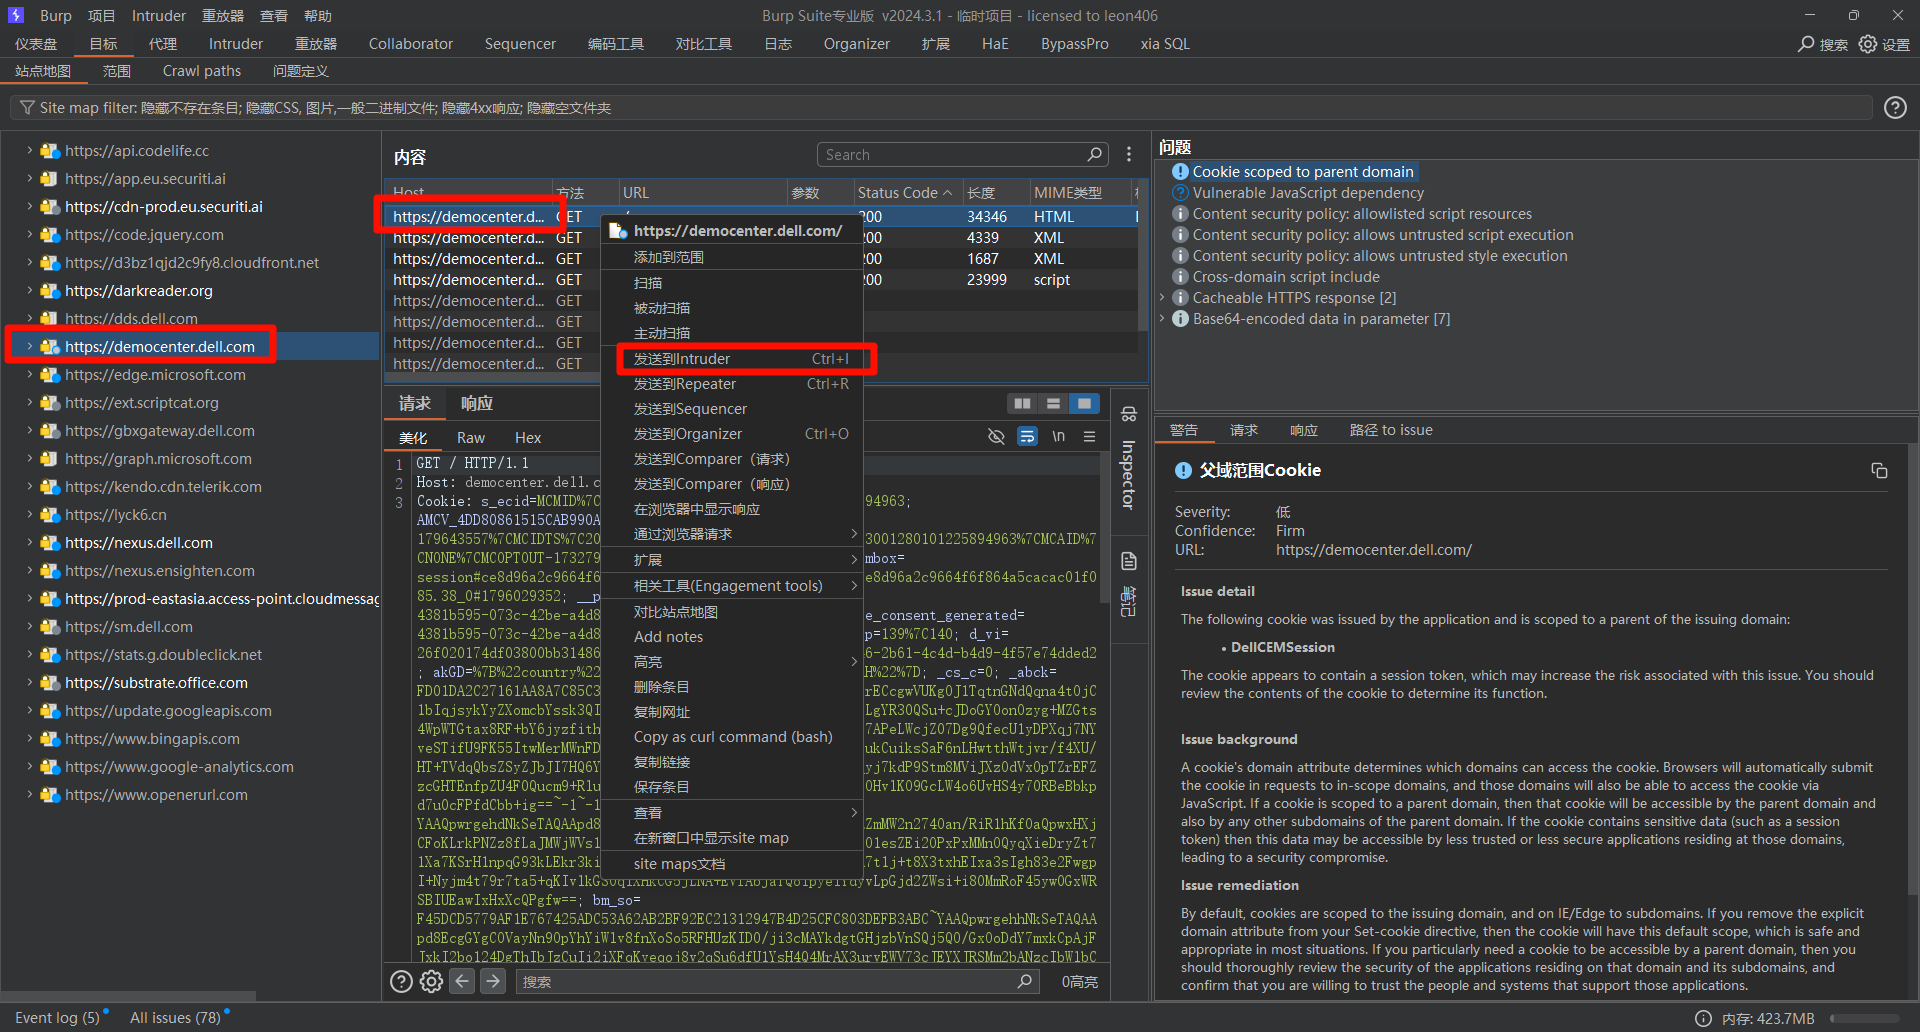 Burp 项目 Intruder 重放器 查看 帮助
Burp Suite专业版 v2024.3.1 - 临时项目 - licensed to leon406
仪表盘 目标 代理 Intruder 重放器 Collaborator Sequencer 编码工具 对比工具 日志 Organizer 扩展 HaE BypassPro xia SQL
搜索 设置
站点地图 范围 Crawl paths 问题定义
Site map filter: 隐藏不存在条目; 隐藏CSS, 图片,一般二进制文件; 隐藏4xx响应; 隐藏空文件夹
https://api.codelife.cc
https://app.eu.securiti.ai
https://cdn-prod.eu.securiti.ai
https://code.jquery.com
https://d3bz1qjd2c9fy8.cloudfront.net
https://darkreader.org
https://dds.dell.com
https://democenter.dell.com
https://edge.microsoft.com
https://ext.scriptcat.org
https://gbxgateway.dell.com
https://graph.microsoft.com
https://kendo.cdn.telerik.com
https://lyck6.cn
https://nexus.dell.com
https://nexus.ensighten.com
https://prod-eastasia.access-point.cloudmessag
https://sm.dell.com
https://stats.g.doubleclick.net
https://substrate.office.com
https://update.googleapis.com
https://www.bingapis.com
https://www.google-analytics.com
https://www.openerurl.com
内容
Search
Host 方法 URL 参数 Status Code 长度 MIME类型
https://democenter.d... GET 200 34346 HTML
https://democenter.d... GET 200 4339 XML
https://democenter.d... GET 200 1687 XML
https://democenter.d... GET 200 23999 script
https://democenter.d... GET
https://democenter.d... GET
https://democenter.d... GET
https://democenter.d... GET
https://democenter.dell.com/
添加到范围
扫描
被动扫描
主动扫描
发送到Intruder Ctrl+I
发送到Repeater Ctrl+R
发送到Sequencer
发送到Organizer Ctrl+O
发送到Comparer（请求）
发送到Comparer（响应）
在浏览器中显示响应
通过浏览器请求
扩展
相关工具(Engagement tools)
对比站点地图
Add notes
高亮
删除条目
复制网址
Copy as curl command (bash)
复制链接
保存条目
查看
在新窗口中显示site map
site maps文档
请求 响应
美化 Raw Hex
\n
1 GET / HTTP/1.1
2 Host: democenter.dell.c
3 Cookie: s_ecid=MCMID%7C 94963;
AMCV_4DD80861515CAB990A
179643557%7CMCIDTS%7C20 3001280101225894963%7CMCAID%7
CNONE%7CMCOPTOUT-173279 mbox=
session#ce8d96a2c9664f6 e8d96a2c9664f6f864a5cacac01f0
85.38_0#1796029352; __p
4381b595-073c-42be-a4d8 e_consent_generated=
4381b595-073c-42be-a4d8 p=139%7C140; d_vi=
26f020174df03800bb31486 6-2b61-4c4d-b4d9-4f57e74dded2
; akGD=%7B%22country%22 H%22%7D; _cs_c=0; _abck=
FD01DA2C27161AA8A7C85C3 rECcgwVUKg0J1TqtnGNdQqna4t0jC
lbIqjsykYyZXomcbYssk3QI LgYR30QSu+cJDoGY0on0zyg+MZGts
4WpWTGtax8RF+bY6jyzfith 7APeLWcjZ07Dg9QfecU1yDPXqj7NY
veSTifU9FK55ItwMerMWnFD ukCuiksSaF6nLHwtthWtjvr/f4XU/
HT+TVdqQbsZSyZJbJI7HQ6Y yj7kdP9Stm8MViJXz0dVx0pTZrEFZ
zcGHTEnfpZU4F0Qucm9+Rlu 0HvlK09GcLW4o6UvHS4y70RBeBbkp
d7u0cFPfdCbb+ig==~-1~-1
YAAQpwrgehdNkSeTAQAApd8 ZmMW2n2740an/RiRlhKf0aQpwxHXj
CFoKLrkPNZz8fLaJMWjWVs1 01esZEi20PxPxMMn0QyqXieDryZt7
1Xa7KSrH1npqG93kLEkr3ki 7t1j+t8X3txhEIxa3sIgh83e2Fwgp
SBIUEawIxHxXcQPgfw==; bm_so=
F45DCD5779AF1E767425ADC53A62AB2BF92EC21312947B4D25CFC803DEFB3ABC~YAAQpwrgehhNkSeTAQAA
pd8EcgGYgC0VayNn90pYhYiWlv8fnXoSo5RFHUzKID0/ji3cMAYkdgtGHjzbVnSQj5Q0/Gx0oDdY7mxkCpAjF
搜索
0高亮
Inspector
笔记
问题
Cookie scoped to parent domain
Vulnerable JavaScript dependency
Content security policy: allowlisted script resources
Content security policy: allows untrusted script execution
Content security policy: allows untrusted style execution
Cross-domain script include
Cacheable HTTPS response [2]
Base64-encoded data in parameter [7]
警告 请求 响应 路径 to issue
父域范围Cookie
Severity: 低
Confidence: Firm
URL: https://democenter.dell.com/
Issue detail
The following cookie was issued by the application and is scoped to a parent of the issuing domain:
• DellCEMSession
The cookie appears to contain a session token, which may increase the risk associated with this issue. You should
review the contents of the cookie to determine its function.
Issue background
A cookie's domain attribute determines which domains can access the cookie. Browsers will automatically submit
the cookie in requests to in-scope domains, and those domains will also be able to access the cookie via
JavaScript. If a cookie is scoped to a parent domain, then that cookie will be accessible by the parent domain and
also by any other subdomains of the parent domain. If the cookie contains sensitive data (such as a session
token) then this data may be accessible by less trusted or less secure applications residing at those domains,
leading to a security compromise.
Issue remediation
By default, cookies are scoped to the issuing domain, and on IE/Edge to subdomains. If you remove the explicit
domain attribute from your Set-cookie directive, then the cookie will have this default scope, which is safe and
appropriate in most situations. If you particularly need a cookie to be accessible by a parent domain, then you
should thoroughly review the security of the applications residing on that domain and its subdomains, and
confirm that you are willing to trust the people and systems that support those applications.
Event log (5) All issues (78)
内存: 423.7MB